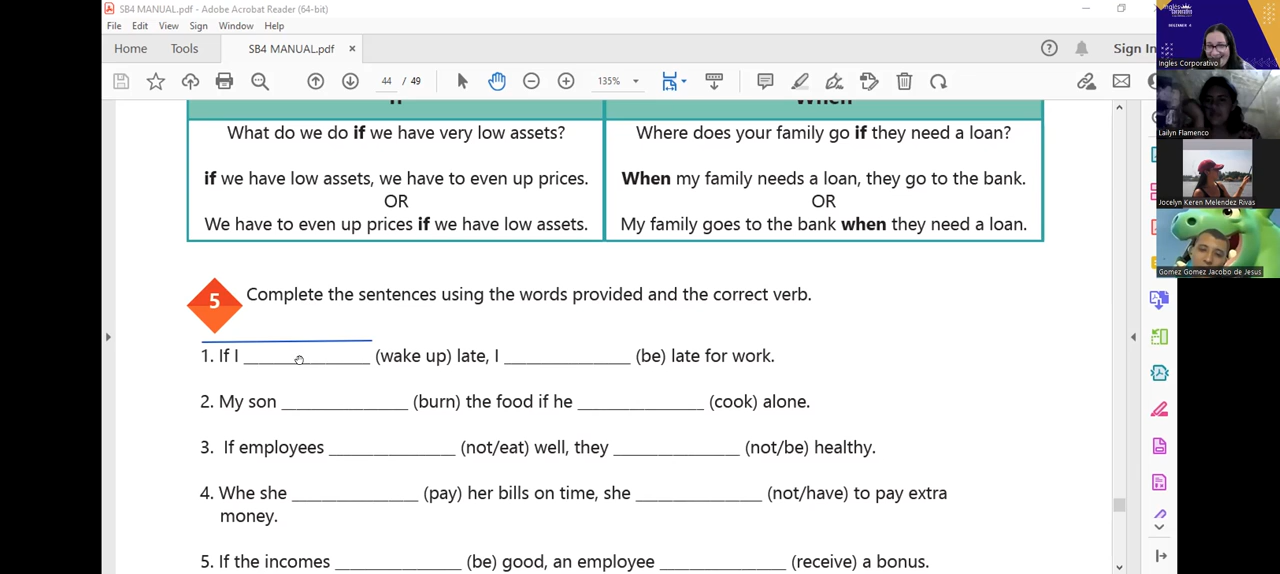 SB4 MANUAL.pdf - Adobe Acrobat Reader (64-bit)
File Edit View Sign Window Help
Home Tools SB4 MANUAL.pdf × Sign In
44 / 49 135%
What do we do if we have very low assets?
if we have low assets, we have to even up prices.
OR
We have to even up prices if we have low assets.
When
Where does your family go if they need a loan?
When my family needs a loan, they go to the bank.
OR
My family goes to the bank when they need a loan.
5 Complete the sentences using the words provided and the correct verb.
1. If I ______________ (wake up) late, I ______________ (be) late for work.
2. My son ______________ (burn) the food if he ______________ (cook) alone.
3. If employees ______________ (not/eat) well, they ______________ (not/be) healthy.
4. Whe she ______________ (pay) her bills on time, she ______________ (not/have) to pay extra
money.
5. If the incomes ______________ (be) good, an employee ______________ (receive) a bonus.
Ingles Corporativo
Lailyn Flamenco
Jocelyn Keren Melendez Rivas
Gomez Gomez Jacobo de Jesus